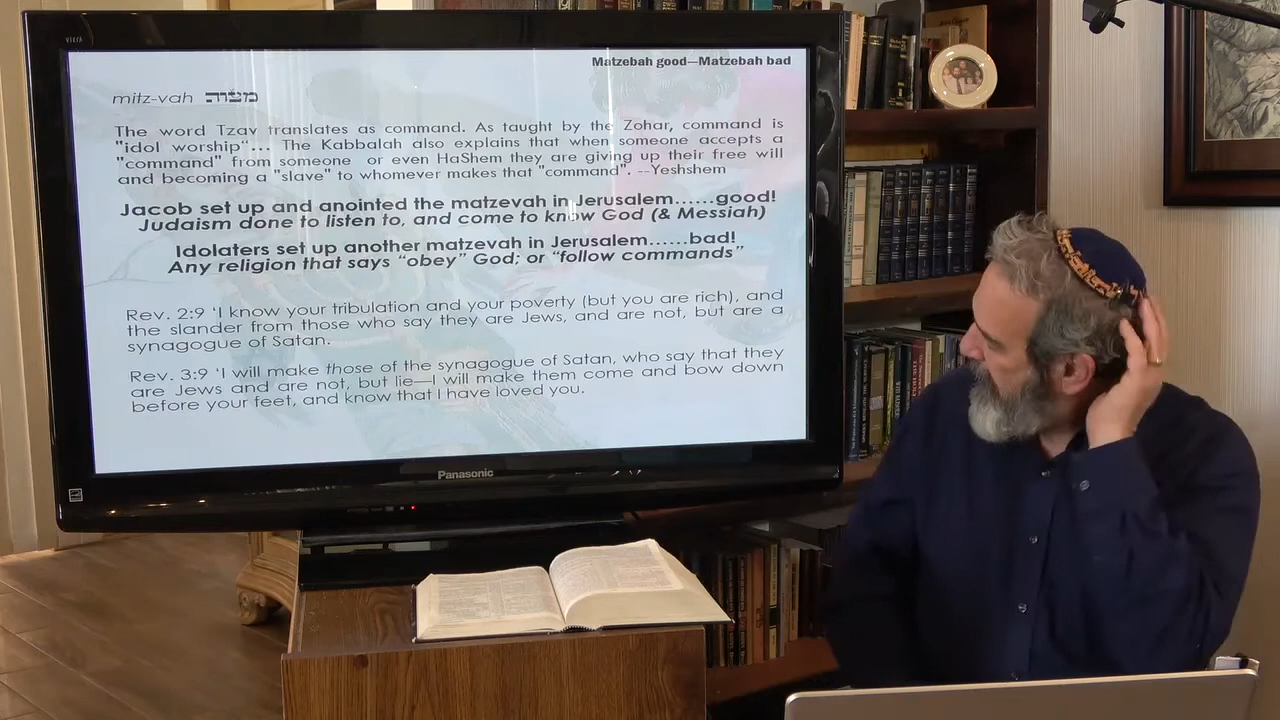 VIERA
Matzebah good—Matzebah bad
mitz-vah מצוה
The word Tzav translates as command. As taught by the Zohar, command is
"idol worship"... The Kabbalah also explains that when someone accepts a
"command" from someone or even HaShem they are giving up their free will
and becoming a "slave" to whomever makes that "command". --Yeshshem
Jacob set up and anointed the matzevah in Jerusalem......good!
Judaism done to listen to, and come to know God (& Messiah)
Idolaters set up another matzevah in Jerusalem......bad!
Any religion that says “obey” God; or “follow commands”
Rev. 2:9 'I know your tribulation and your poverty (but you are rich), and
the slander from those who say they are Jews, and are not, but are a
synagogue of Satan.
Rev. 3:9 'I will make those of the synagogue of Satan, who say that they
are Jews and are not, but lie—I will make them come and bow down
before your feet, and know that I have loved you.
Panasonic